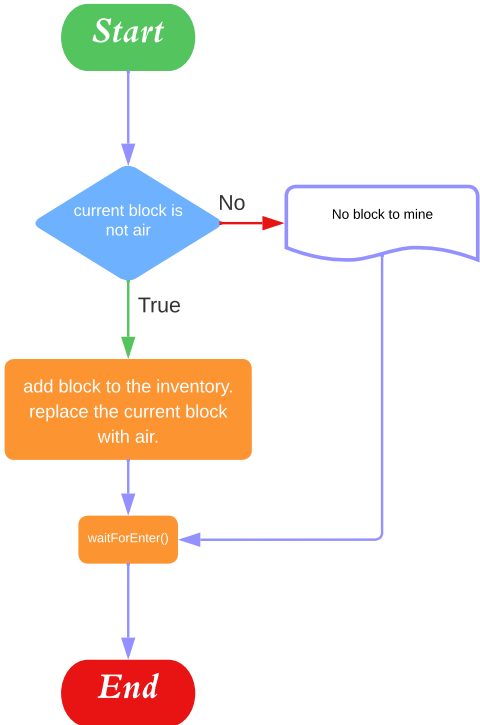 Start
current block is
not air
No
No block to mine
True
add block to the inventory.
replace the current block
with air.
waitForEnter()
End